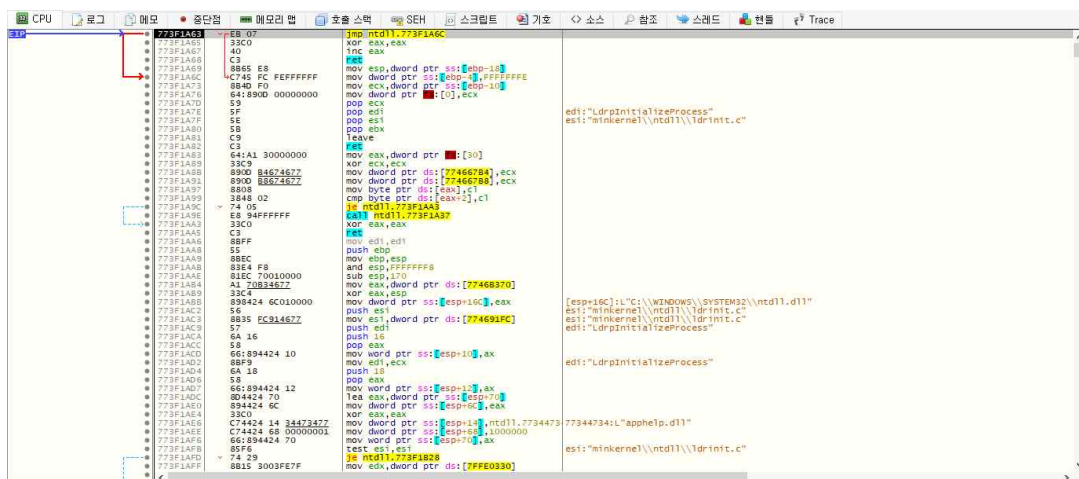 CPU 로그 메모 중단점 메모리 맵 호출 스택 SEH 스크립트 기호 소스 참조 스레드 핸들 Trace
EIP 773F1A63 EB 07 jmp ntdll.773F1A6C
773F1A65 33C0 xor eax,eax
773F1A67 40 inc eax
773F1A68 C3 ret
773F1A69 8B65 E8 mov esp,dword ptr ss:[ebp-18]
773F1A6C C745 FC FEFFFFFF mov dword ptr ss:[ebp-4],FFFFFFFE
773F1A73 8B4D F0 mov ecx,dword ptr ss:[ebp-10]
773F1A76 64:890D 00000000 mov dword ptr fs:[0],ecx
773F1A7D 59 pop ecx
773F1A7E 5F pop edi edi:"LdrpInitializeProcess"
773F1A7F 5E pop esi esi:"minkernel\\ntdll\\ldrinit.c"
773F1A80 5B pop ebx
773F1A81 C9 leave
773F1A82 C3 ret
773F1A83 64:A1 30000000 mov eax,dword ptr fs:[30]
773F1A89 33C9 xor ecx,ecx
773F1A8B 890D B4674677 mov dword ptr ds:[774667B4],ecx
773F1A91 890D B8674677 mov dword ptr ds:[774667B8],ecx
773F1A97 8808 mov byte ptr ds:[eax],cl
773F1A99 3848 02 cmp byte ptr ds:[eax+2],cl
773F1A9C 74 05 je ntdll.773F1AA3
773F1A9E E8 94FFFFFF call ntdll.773F1A37
773F1AA3 33C0 xor eax,eax
773F1AA5 C3 ret
773F1AA6 8BFF mov edi,edi
773F1AA8 55 push ebp
773F1AA9 8BEC mov ebp,esp
773F1AAB 83E4 F8 and esp,FFFFFFF8
773F1AAE 81EC 70010000 sub esp,170
773F1AB4 A1 70B34677 mov eax,dword ptr ds:[7746B370]
773F1AB9 33C4 xor eax,esp
773F1ABB 898424 6C010000 mov dword ptr ss:[esp+16C],eax [esp+16C]:L"C:\\WINDOWS\\SYSTEM32\\ntdll.dll"
773F1AC2 56 push esi esi:"minkernel\\ntdll\\ldrinit.c"
773F1AC3 8B35 FC914677 mov esi,dword ptr ds:[774691FC] esi:"minkernel\\ntdll\\ldrinit.c"
773F1AC9 57 push edi edi:"LdrpInitializeProcess"
773F1ACA 6A 16 push 16
773F1ACC 58 pop eax
773F1ACD 66:894424 10 mov word ptr ss:[esp+10],ax
773F1AD2 8BF9 mov edi,ecx edi:"LdrpInitializeProcess"
773F1AD4 6A 18 push 18
773F1AD6 58 pop eax
773F1AD7 66:894424 12 mov word ptr ss:[esp+12],ax
773F1ADC 8D4424 70 lea eax,dword ptr ss:[esp+70]
773F1AE0 894424 6C mov dword ptr ss:[esp+6C],eax
773F1AE4 33C0 xor eax,eax
773F1AE6 C74424 14 34473477 mov dword ptr ss:[esp+14],ntdll.7734473 77344734:L"apphelp.dll"
773F1AEE C74424 68 00000001 mov dword ptr ss:[esp+68],1000000
773F1AF6 66:894424 70 mov word ptr ss:[esp+70],ax
773F1AFB 85F6 test esi,esi esi:"minkernel\\ntdll\\ldrinit.c"
773F1AFD 74 29 je ntdll.773F1B28
773F1AFF 8B15 3003FE7F mov edx,dword ptr ds:[7FFE0330]